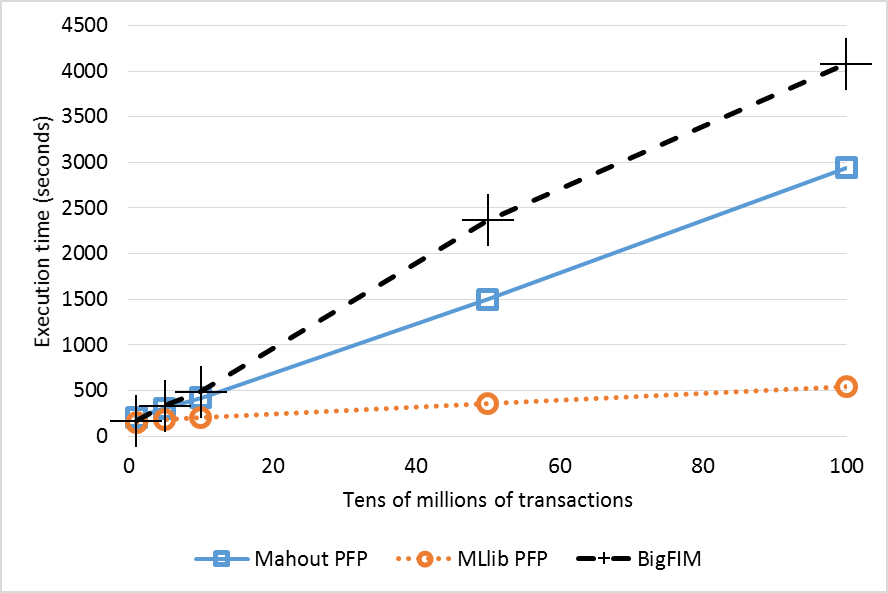 4500
4000
3500
3000
2500
2000
1500
1000
500
0
Execution time (seconds)
0 20 40 60 80 100
Tens of millions of transactions
Mahout PFP MLlib PFP BigFIM